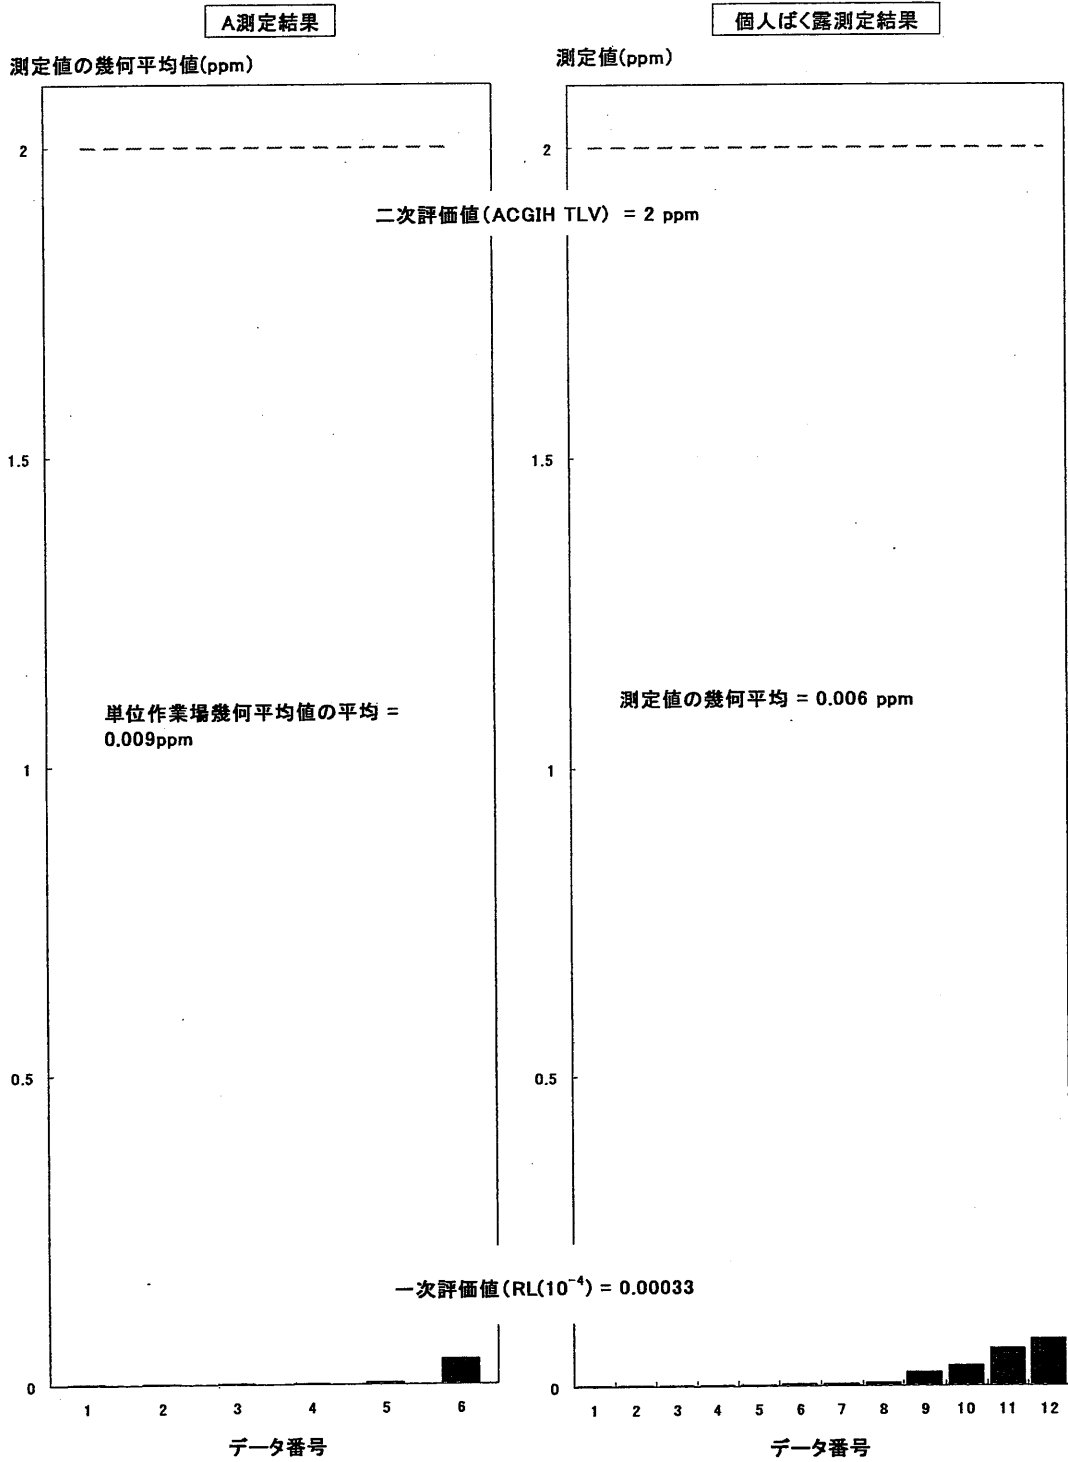 A測定結果
測定値の幾何平均値(ppm)
2
1.5
1
0.5
0
単位作業場幾何平均値の平均 =
0.009ppm
1 2 3 4 5 6
データ番号
個人ばく露測定結果
測定値(ppm)
2
二次評価値(ACGIH TLV) = 2 ppm
1.5
1
0.5
0
測定値の幾何平均 = 0.006 ppm
一次評価値(RL(10⁻⁴) = 0.00033
1 2 3 4 5 6 7 8 9 10 11 12
データ番号